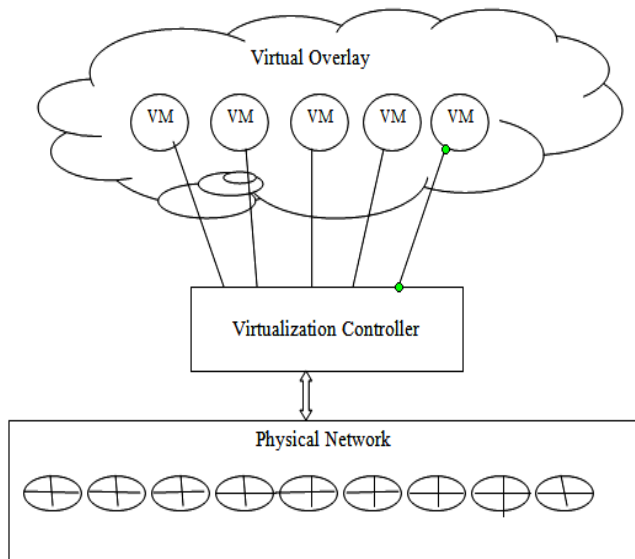 Virtual Overlay
VM VM VM VM VM
Virtualization Controller
Physical Network